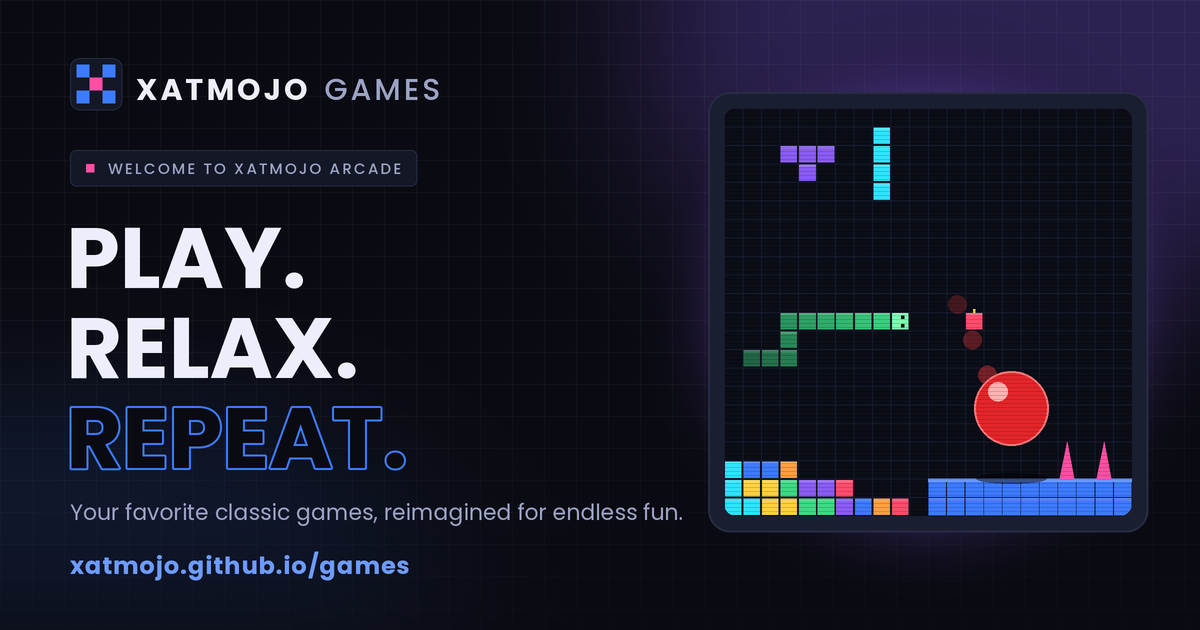 XATMOJO GAMES
WELCOME TO XATMOJO ARCADE
PLAY.
RELAX.
REPEAT.
Your favorite classic games, reimagined for endless fun.
xatmojo.github.io/games